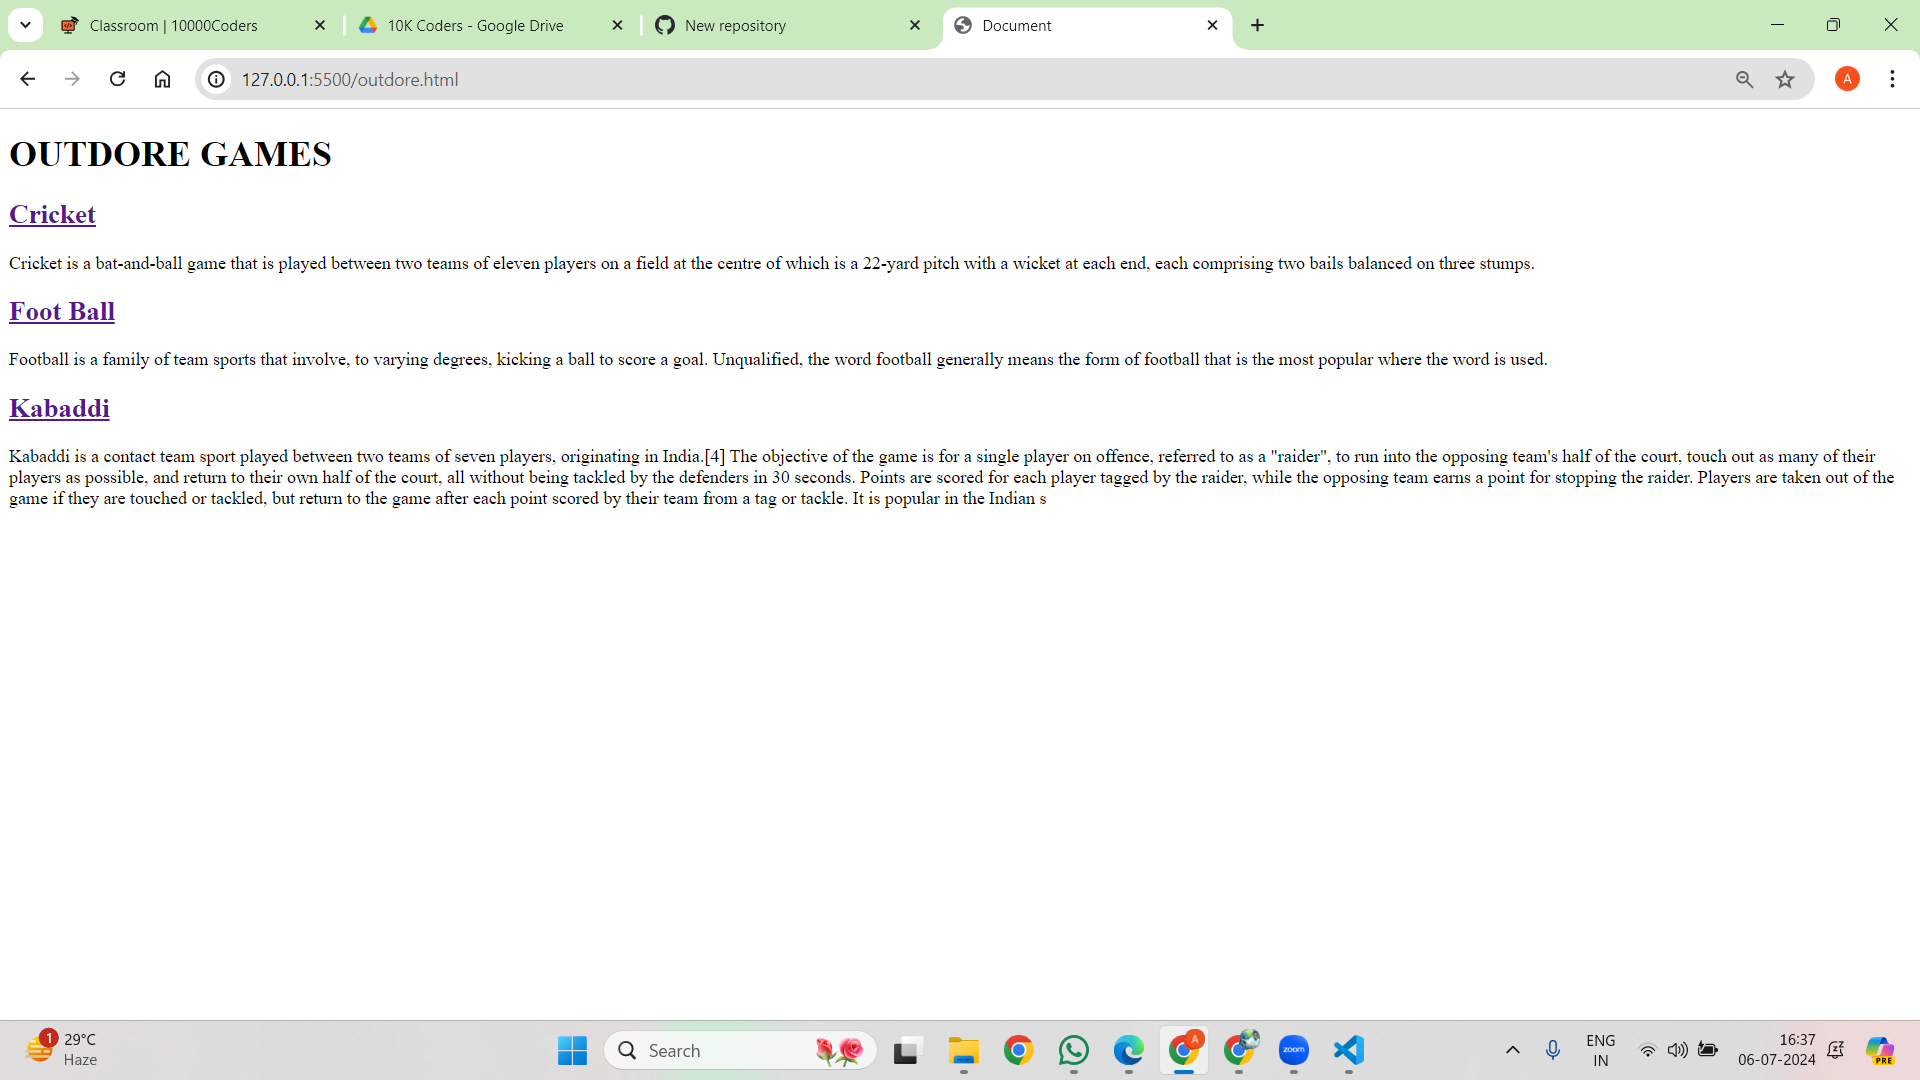 Classroom | 10000Coders
10K Coders - Google Drive
New repository
Document
127.0.0.1:5500/outdore.html
A
OUTDORE GAMES
Cricket
Cricket is a bat-and-ball game that is played between two teams of eleven players on a field at the centre of which is a 22-yard pitch with a wicket at each end, each comprising two bails balanced on three stumps.
Foot Ball
Football is a family of team sports that involve, to varying degrees, kicking a ball to score a goal. Unqualified, the word football generally means the form of football that is the most popular where the word is used.
Kabaddi
Kabaddi is a contact team sport played between two teams of seven players, originating in India.[4] The objective of the game is for a single player on offence, referred to as a "raider", to run into the opposing team's half of the court, touch out as many of their
players as possible, and return to their own half of the court, all without being tackled by the defenders in 30 seconds. Points are scored for each player tagged by the raider, while the opposing team earns a point for stopping the raider. Players are taken out of the
game if they are touched or tackled, but return to the game after each point scored by their team from a tag or tackle. It is popular in the Indian s
1
29°C
Haze
Search
A
zoom
ENG
IN
16:37
06-07-2024
PRE